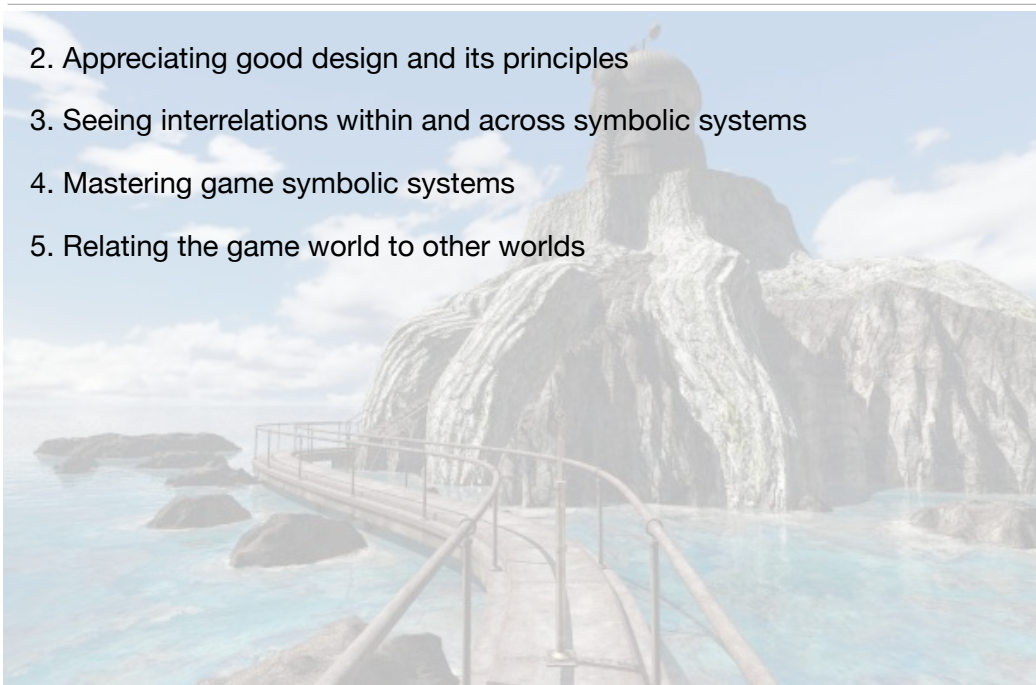 2. Appreciating good design and its principles
3. Seeing interrelations within and across symbolic systems
4. Mastering game symbolic systems
5. Relating the game world to other worlds